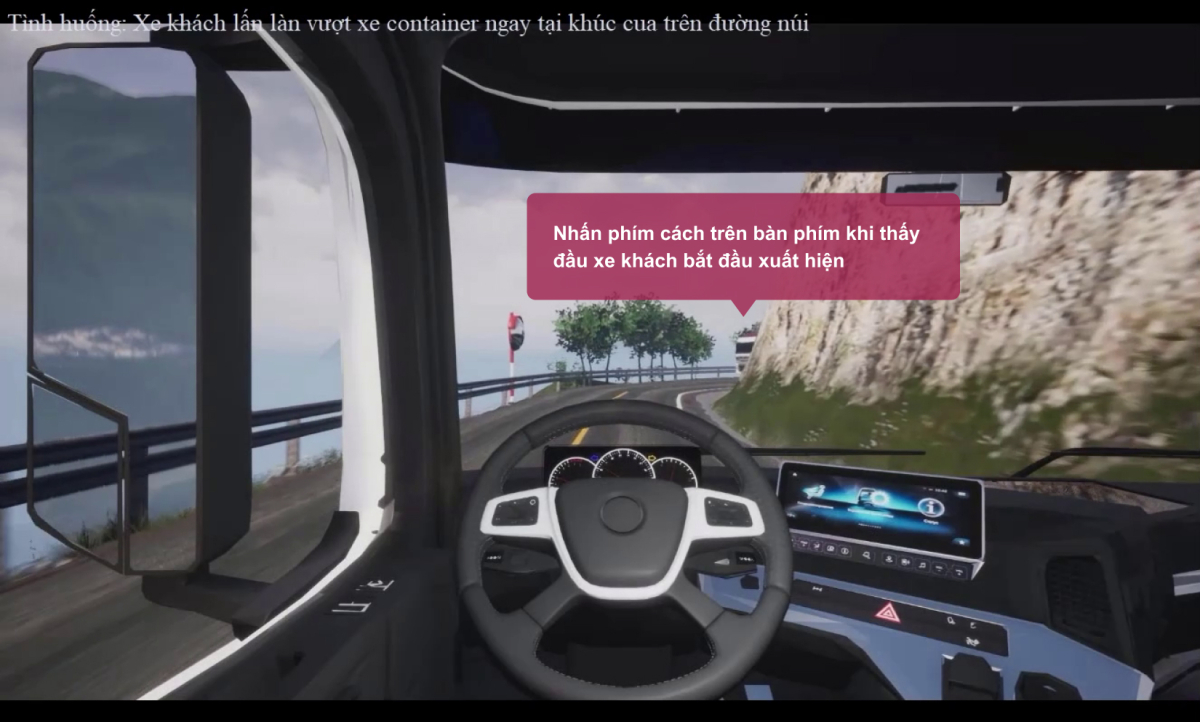 Tình huống: Xe khách lấn làn vượt xe container ngay tại khúc cua trên đường núi
Nhấn phím cách trên bàn phím khi thấy
đầu xe khách bắt đầu xuất hiện